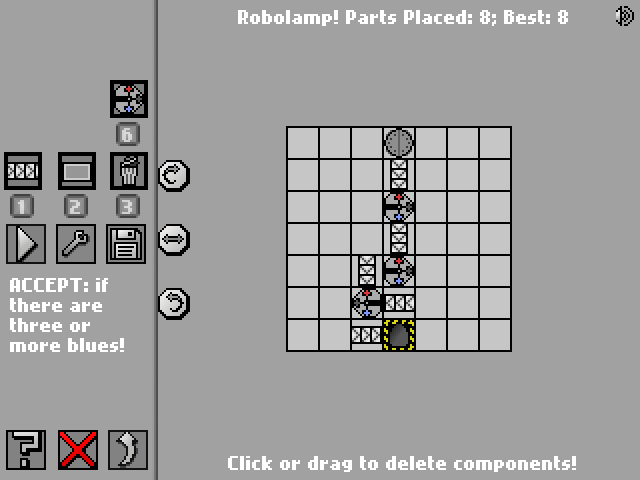 Robolamp! Parts Placed: 8; Best: 8
6
1 2 3
ACCEPT: if
there are
three or
more blues!
?
Click or drag to delete components!